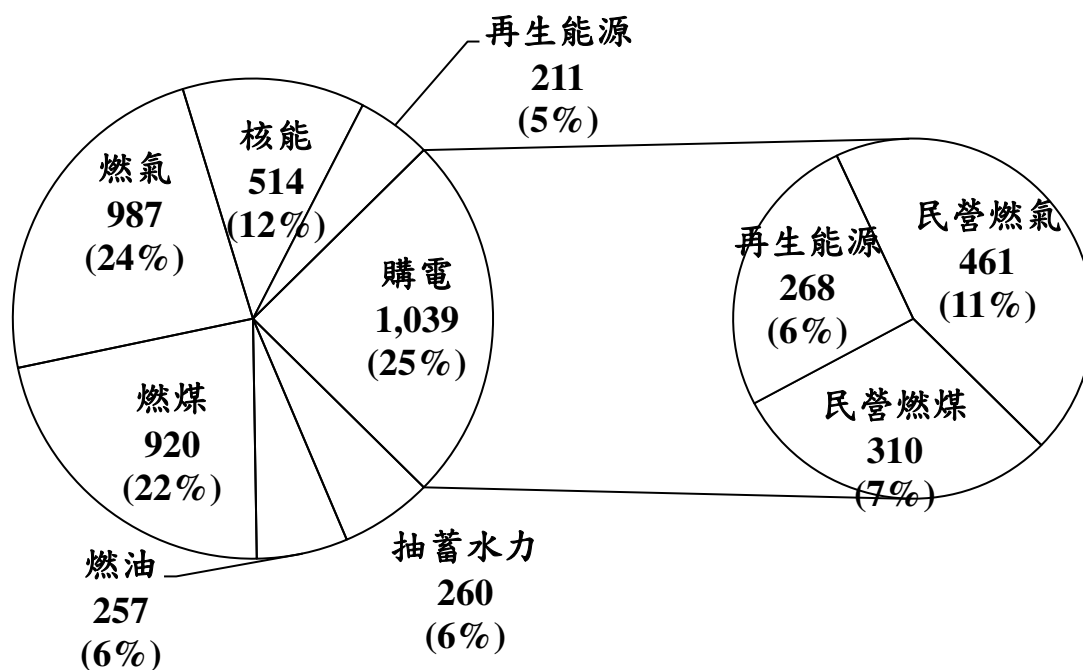 再生能源
211
(5%)
核能
514
(12%)
燃氣
987
(24%)
購電
1,039
(25%)
燃煤
920
(22%)
燃油
257
(6%)
抽蓄水力
260
(6%)
民營燃氣
461
(11%)
再生能源
268
(6%)
民營燃煤
310
(7%)